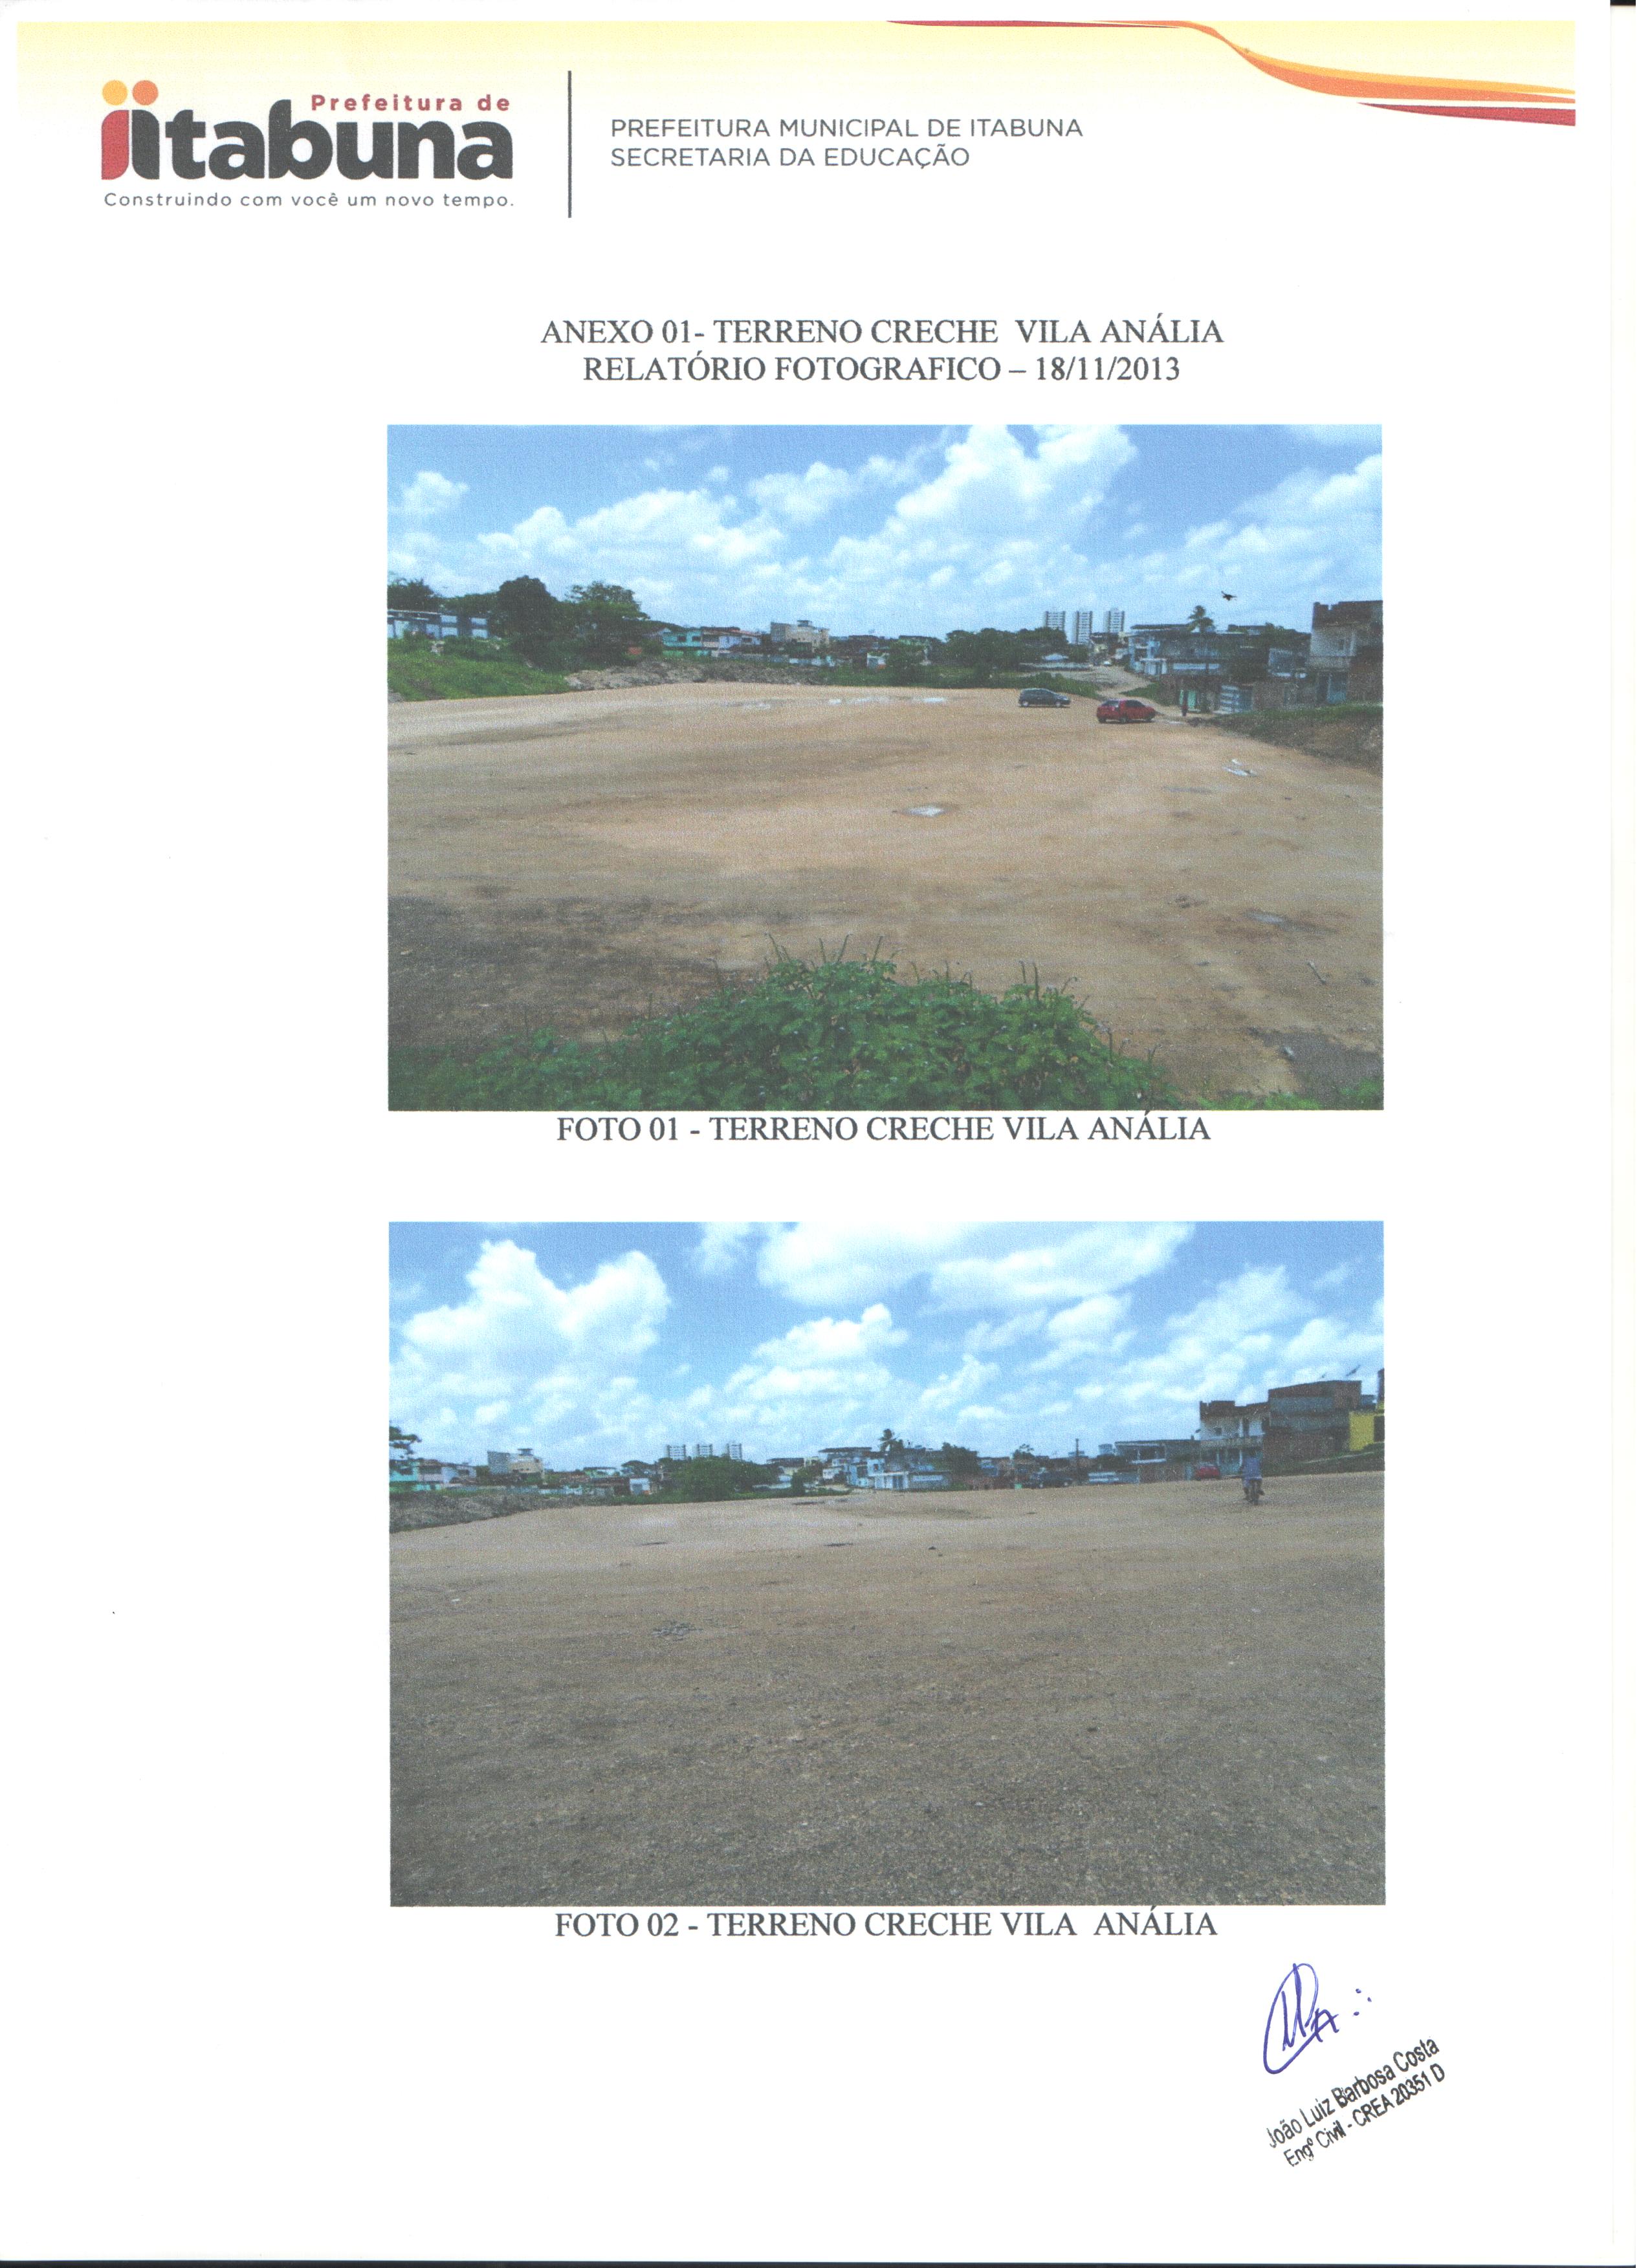 Prefeitura de
itabuna
Construindo com você um novo tempo.
PREFEITURA MUNICIPAL DE ITABUNA
SECRETARIA DA EDUCAÇÃO
ANEXO 01- TERRENO CRECHE VILA ANÁLIA
RELATÓRIO FOTOGRAFICO – 18/11/2013
FOTO 01 - TERRENO CRECHE VILA ANÁLIA
FOTO 02 - TERRENO CRECHE VILA ANÁLIA
João Luiz Barbosa Costa
Engº Civil - CREA 20351 D